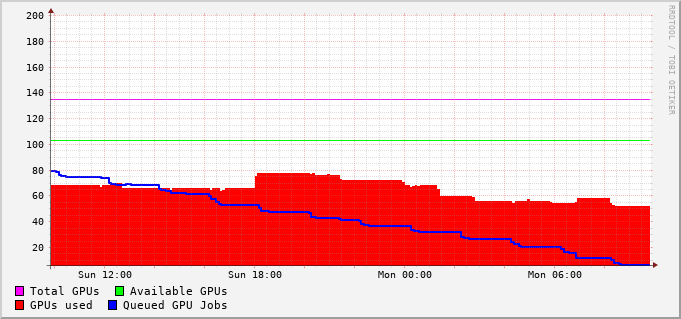 200
180
160
140
120
100
80
60
40
20
Sun 12:00 Sun 18:00 Mon 00:00 Mon 06:00
Total GPUs Available GPUs
GPUs used Queued GPU Jobs
RRDTOOL / TOBI OETIKER